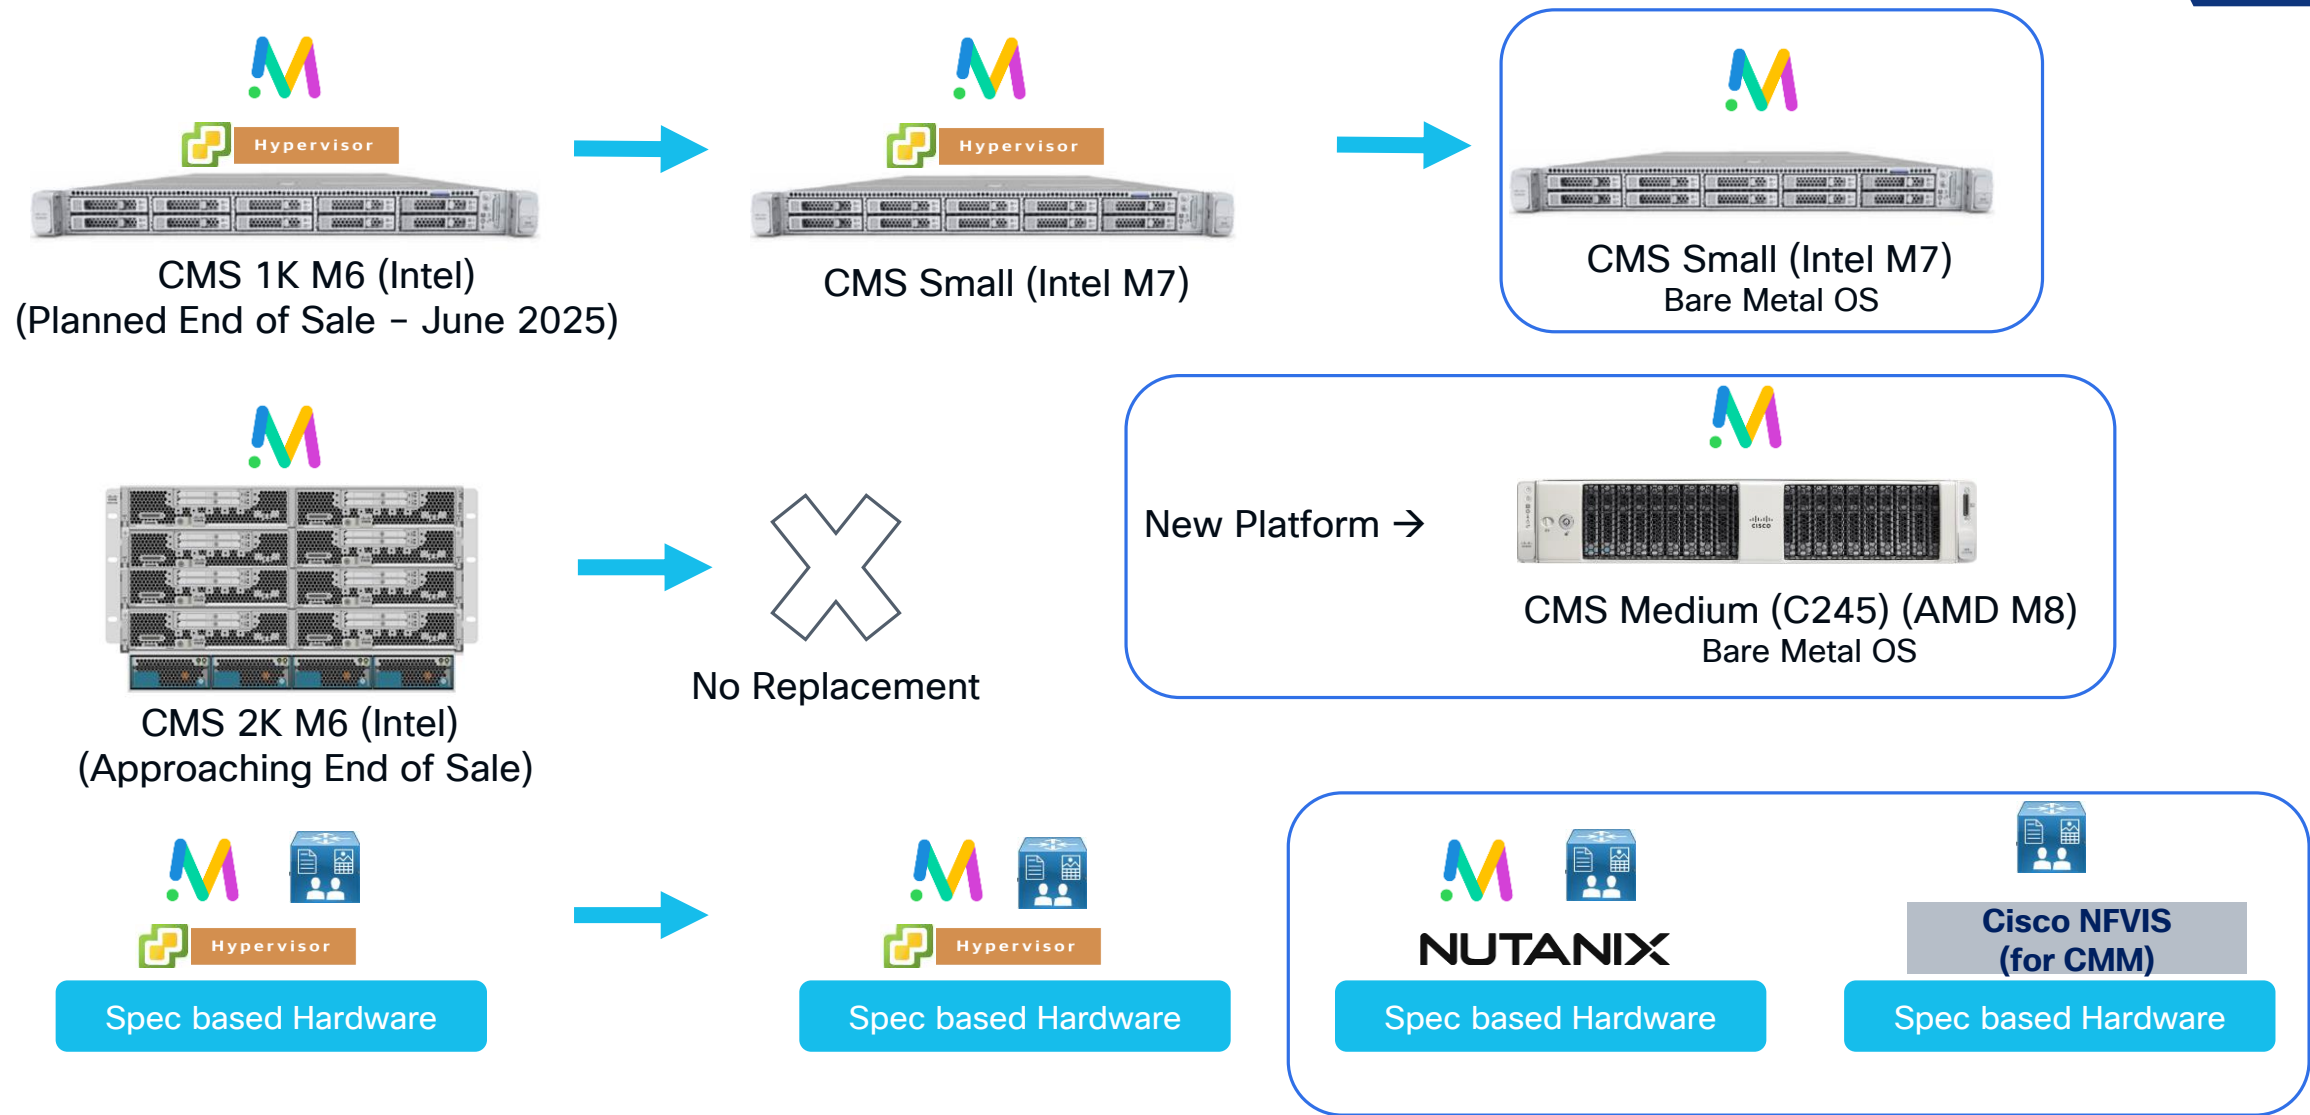 Hypervisor
CMS 1K M6 (Intel)
(Planned End of Sale – June 2025)
Hypervisor
CMS Small (Intel M7)
CMS Small (Intel M7)
Bare Metal OS
CMS 2K M6 (Intel)
(Approaching End of Sale)
No Replacement
New Platform →
CISCO
CMS Medium (C245) (AMD M8)
Bare Metal OS
Hypervisor
Spec based Hardware
Hypervisor
Spec based Hardware
NUTANIX
Spec based Hardware
Cisco NFVIS
(for CMM)
Spec based Hardware